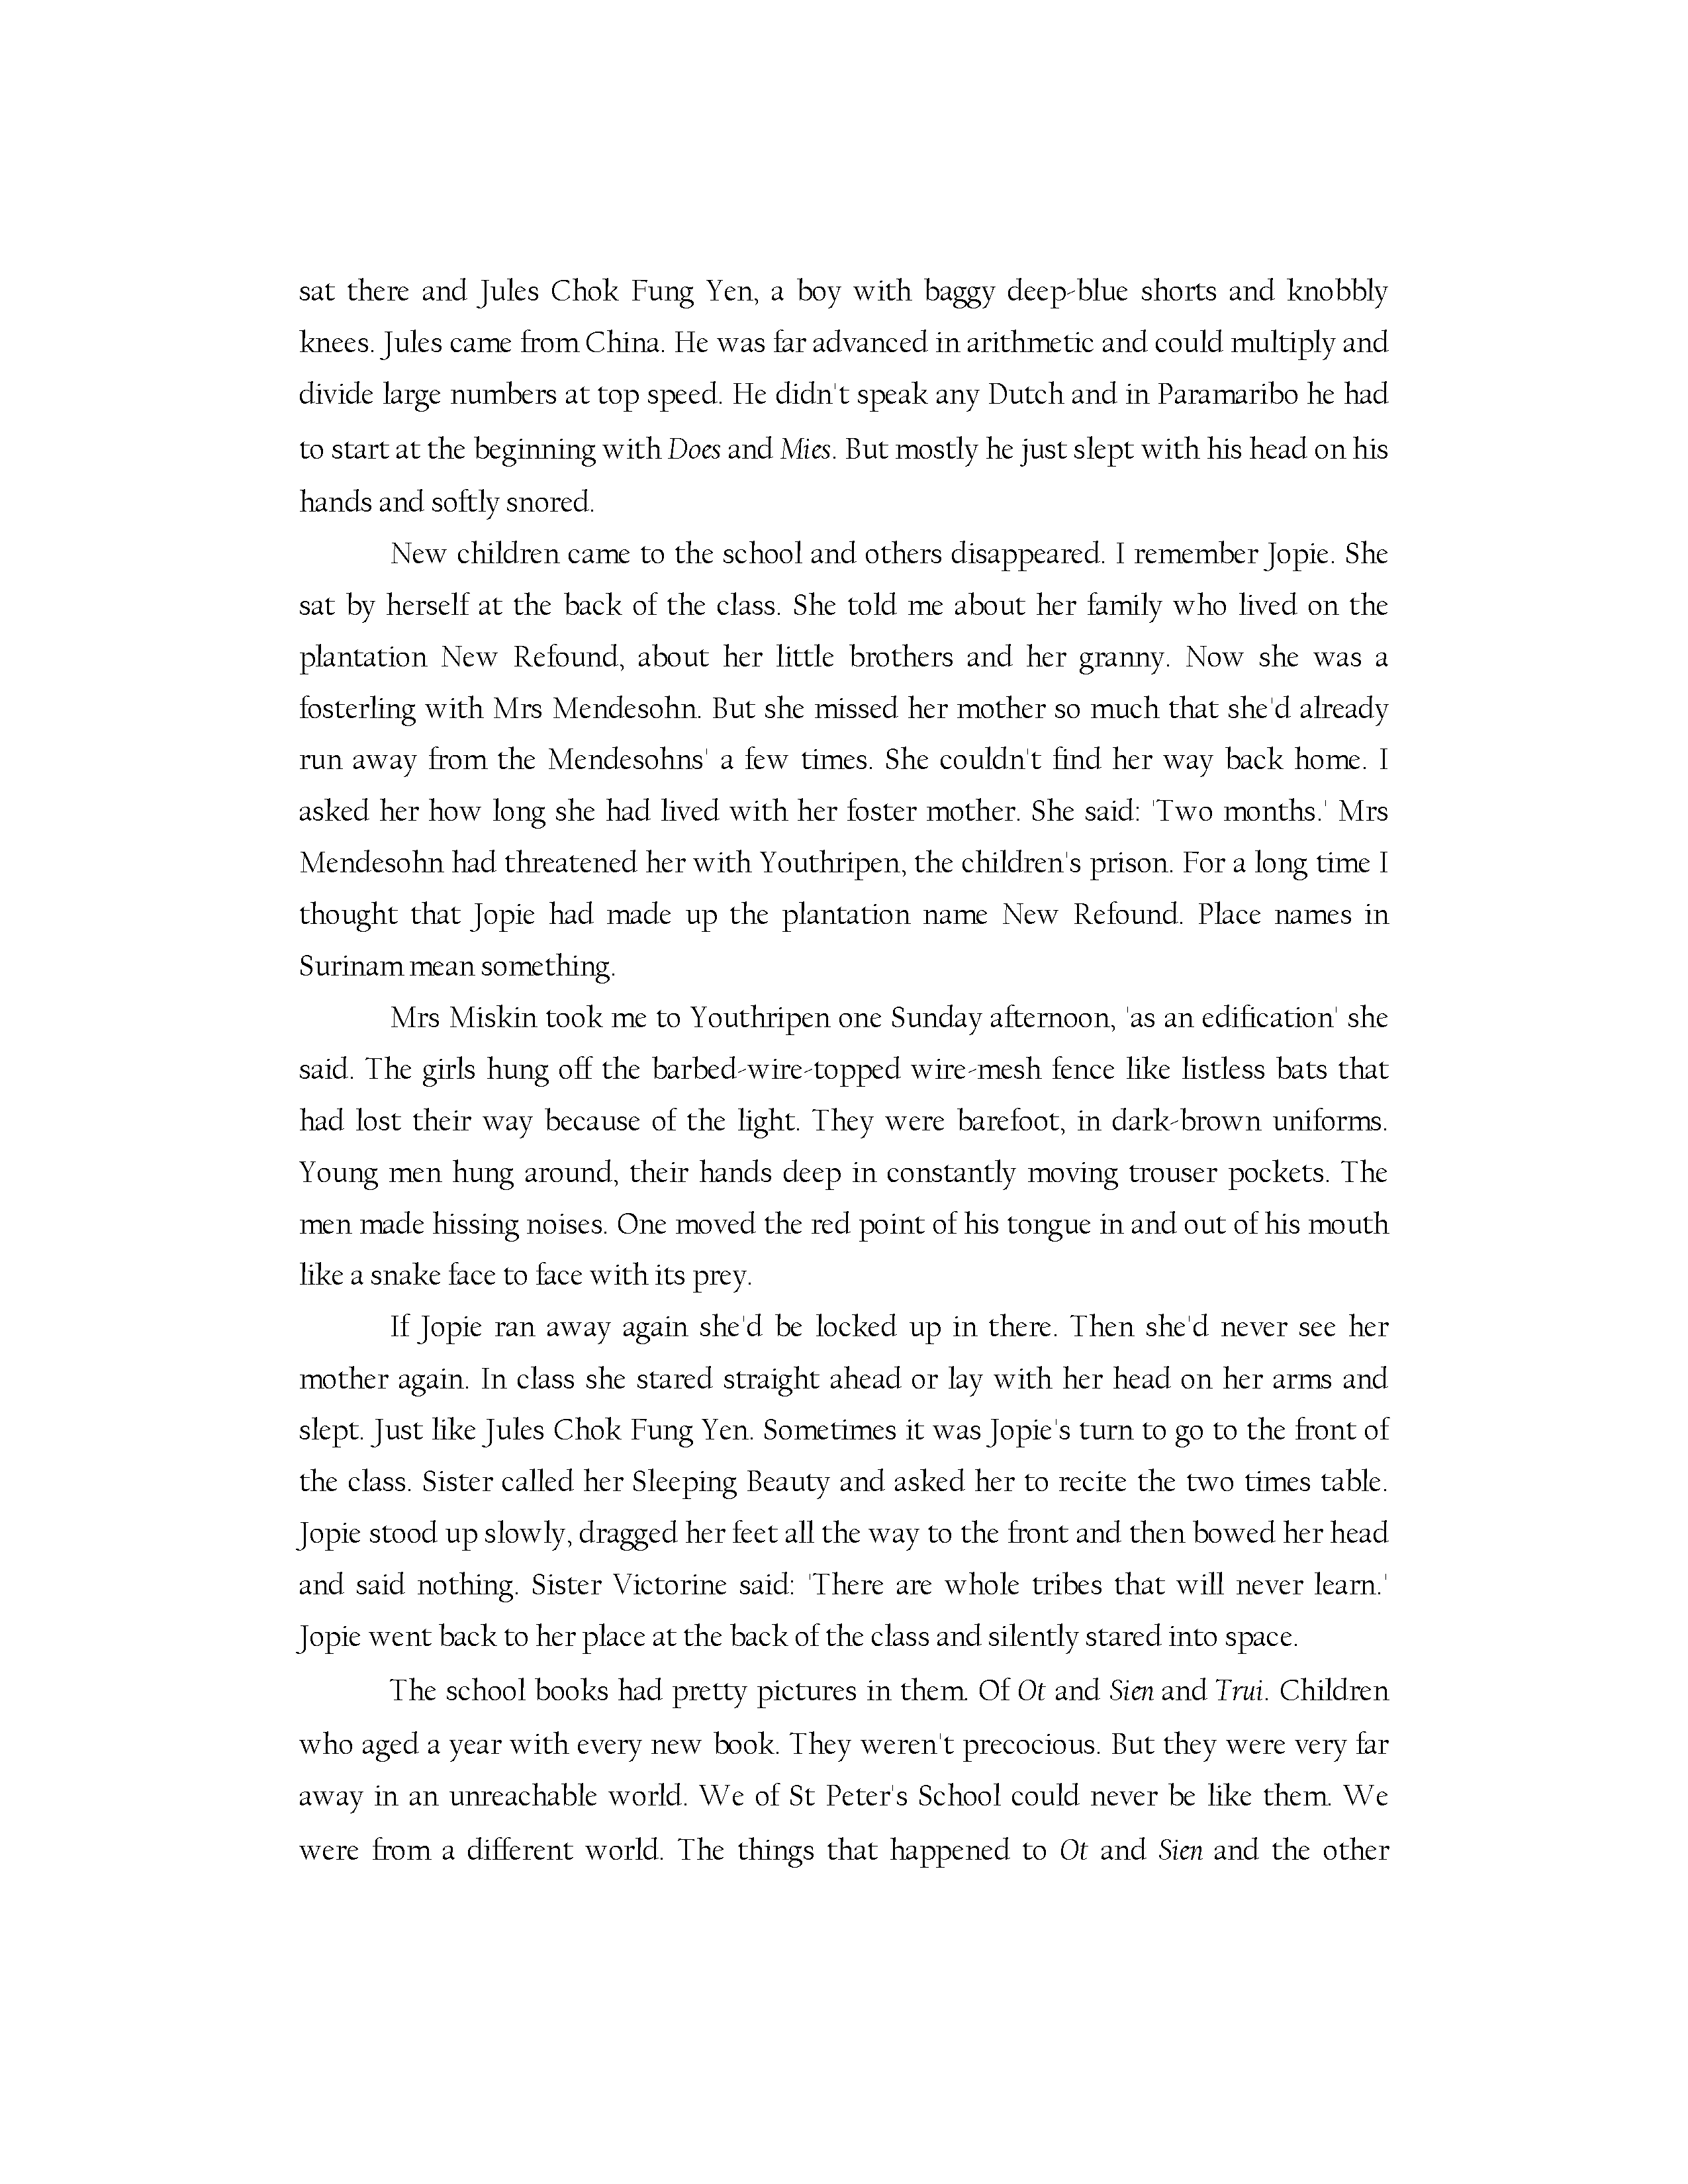 sat there and Jules Chok Fung Yen, a boy with baggy deep-blue shorts and knobbly
knees. Jules came from China. He was far advanced in arithmetic and could multiply and
divide large numbers at top speed. He didn't speak any Dutch and in Paramaribo he had
to start at the beginning with Does and Mies. But mostly he just slept with his head on his
hands and softly snored.
New children came to the school and others disappeared. I remember Jopie. She
sat by herself at the back of the class. She told me about her family who lived on the
plantation New Refound, about her little brothers and her granny. Now she was a
fosterling with Mrs Mendesohn. But she missed her mother so much that she'd already
run away from the Mendesohns' a few times. She couldn't find her way back home. I
asked her how long she had lived with her foster mother. She said: 'Two months.' Mrs
Mendesohn had threatened her with Youthripen, the children's prison. For a long time I
thought that Jopie had made up the plantation name New Refound. Place names in
Surinam mean something.
Mrs Miskin took me to Youthripen one Sunday afternoon, 'as an edification' she
said. The girls hung off the barbed-wire-topped wire-mesh fence like listless bats that
had lost their way because of the light. They were barefoot, in dark-brown uniforms.
Young men hung around, their hands deep in constantly moving trouser pockets. The
men made hissing noises. One moved the red point of his tongue in and out of his mouth
like a snake face to face with its prey.
If Jopie ran away again she'd be locked up in there. Then she'd never see her
mother again. In class she stared straight ahead or lay with her head on her arms and
slept. Just like Jules Chok Fung Yen. Sometimes it was Jopie's turn to go to the front of
the class. Sister called her Sleeping Beauty and asked her to recite the two times table.
Jopie stood up slowly, dragged her feet all the way to the front and then bowed her head
and said nothing. Sister Victorine said: 'There are whole tribes that will never learn.'
Jopie went back to her place at the back of the class and silently stared into space.
The school books had pretty pictures in them. Of Ot and Sien and Trui. Children
who aged a year with every new book. They weren't precocious. But they were very far
away in an unreachable world. We of St Peter's School could never be like them. We
were from a different world. The things that happened to Ot and Sien and the other